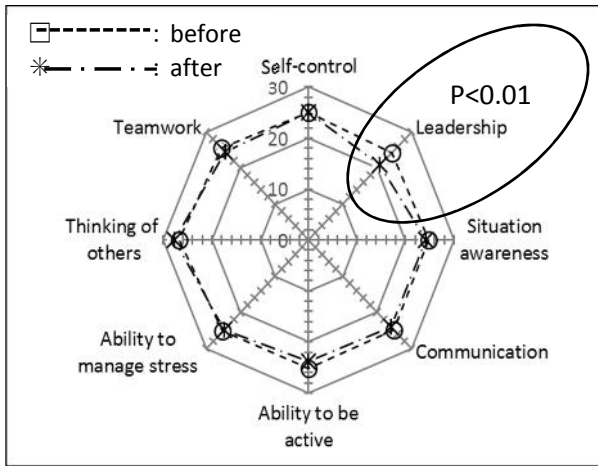 : before
: after
Self-control
30
P<0.01
Teamwork
Leadership
20
10
Thinking of
others
0
Situation
awareness
Ability to
manage stress
Communication
Ability to be
active